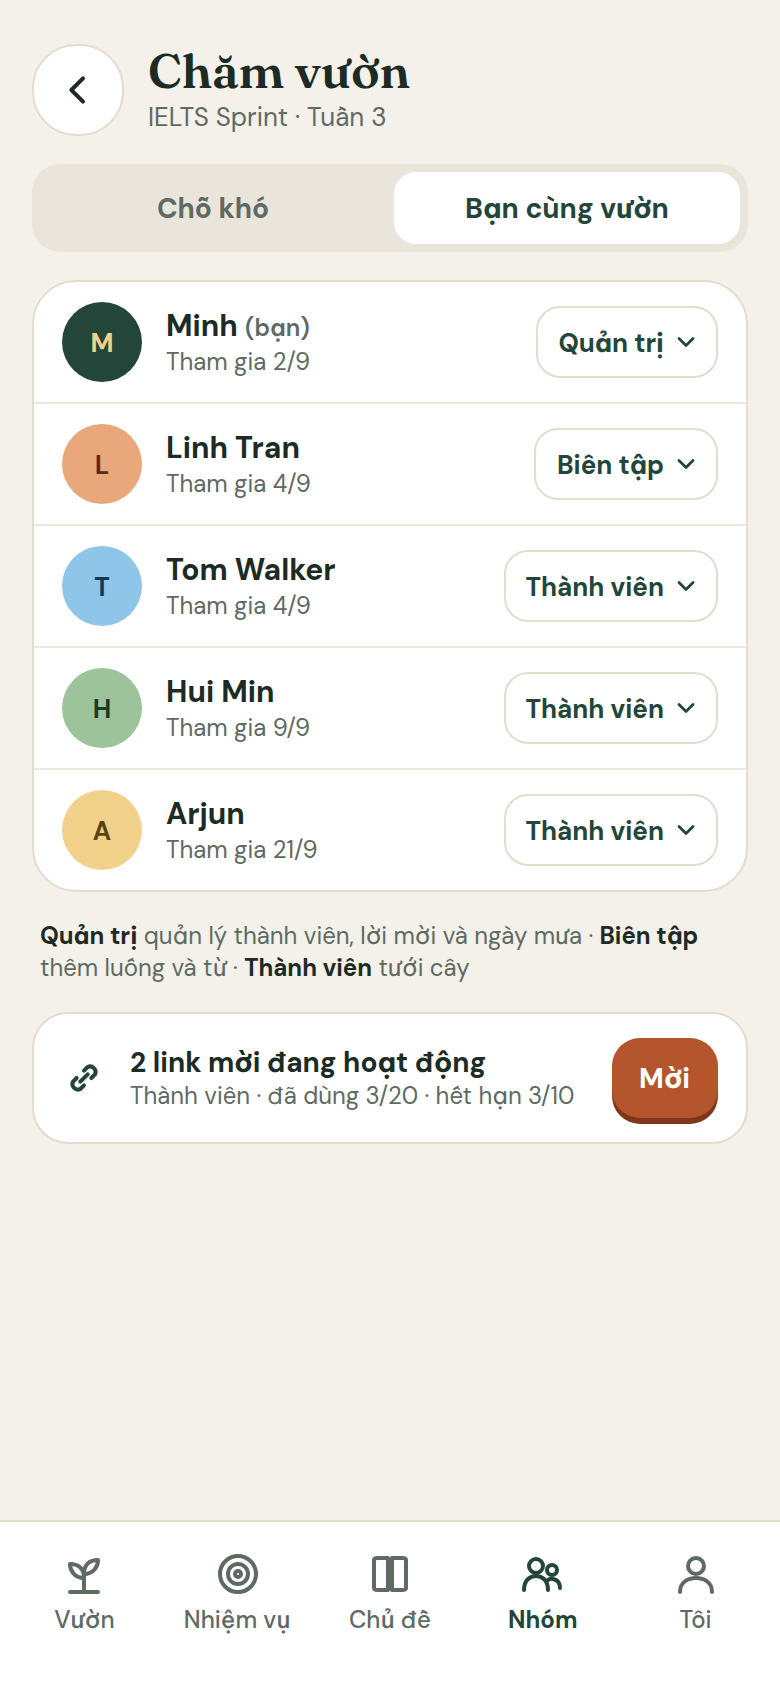 Chăm vườn
IELTS Sprint · Tuần 3
Chỗ khó
Bạn cùng vườn
M
Minh (bạn)
Tham gia 2/9
Quản trị
L
Linh Tran
Tham gia 4/9
Biên tập
T
Tom Walker
Tham gia 4/9
Thành viên
H
Hui Min
Tham gia 9/9
Thành viên
A
Arjun
Tham gia 21/9
Thành viên
Quản trị quản lý thành viên, lời mời và ngày mưa · Biên tập
thêm luống và từ · Thành viên tưới cây
2 link mời đang hoạt động
Thành viên · đã dùng 3/20 · hết hạn 3/10
Mời
Vườn
Nhiệm vụ
Chủ đề
Nhóm
Tôi